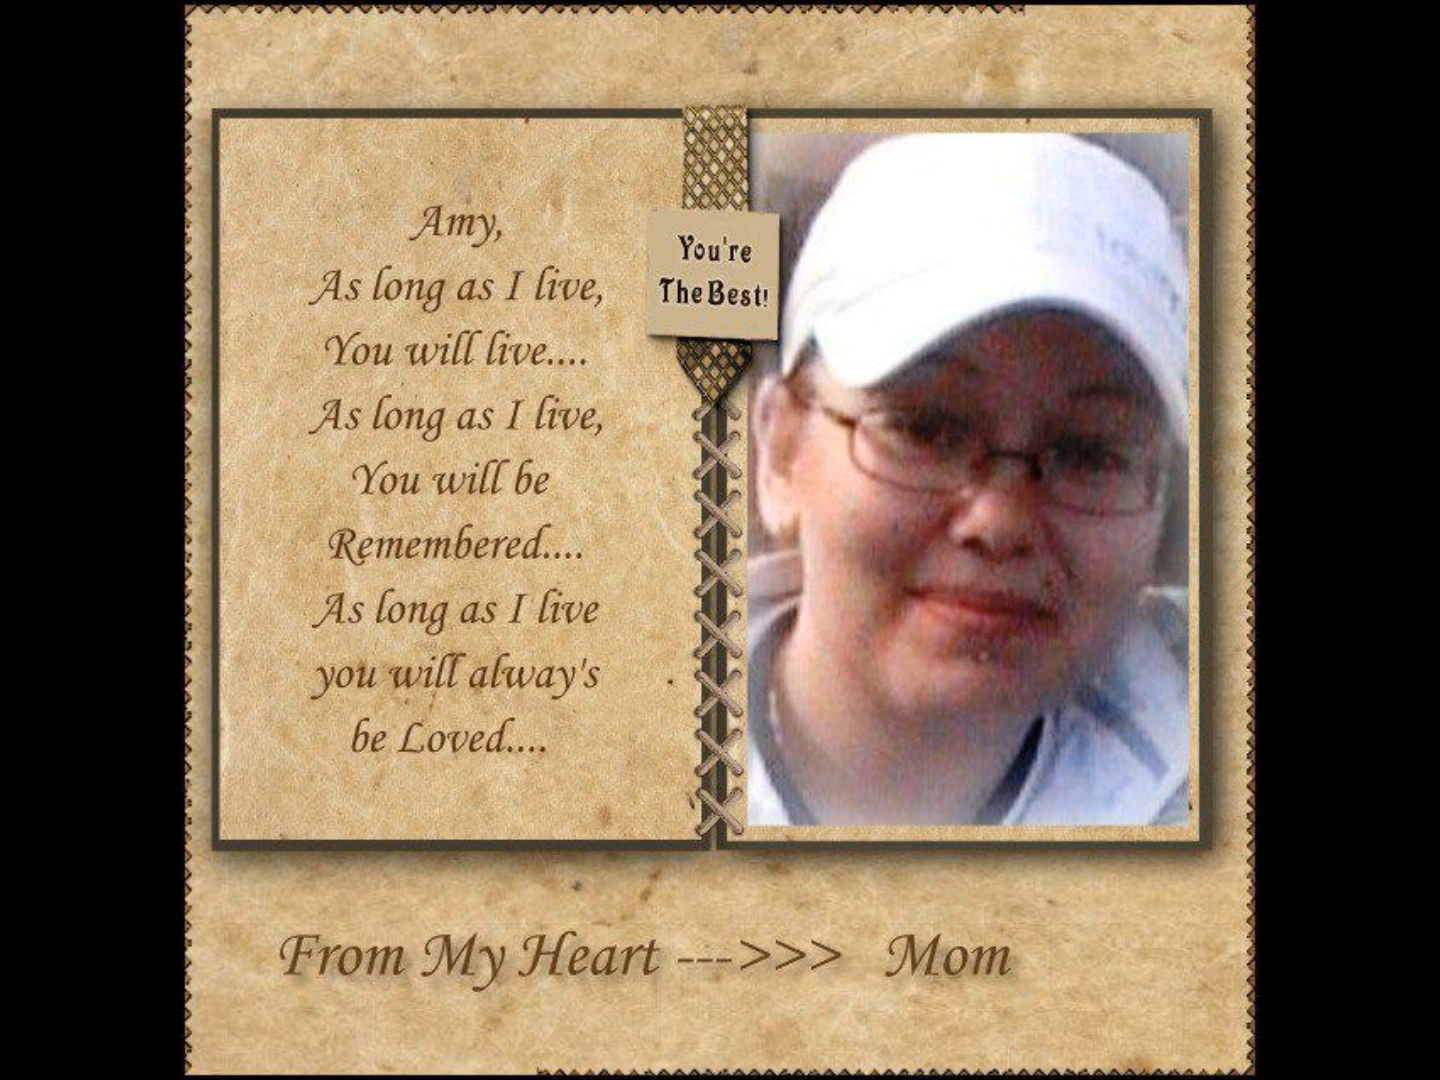 Amy,
As long as I live,
You will live....
As long as I live,
You will be
Remembered....
As long as I live
you will alway's
be Loved....
You're
The Best!
From My Heart --->>> Mom